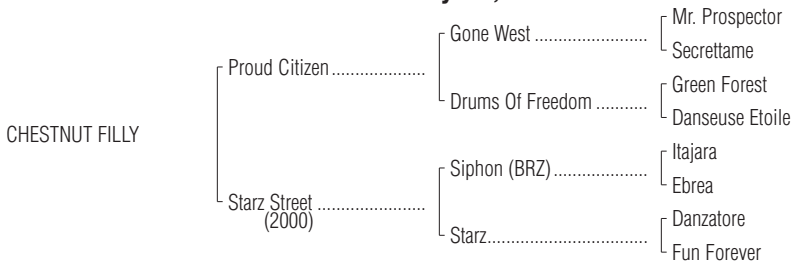 Mr. Prospector
Gone West ........................
Secrettame
Proud Citizen ....................
Green Forest
Drums Of Freedom ...........
Danseuse Etoile
CHESTNUT FILLY
Itajara
Siphon (BRZ) ....................
Ebrea
Starz Street .......................
(2000)
Danzatore
Starz ..................................
Fun Forever